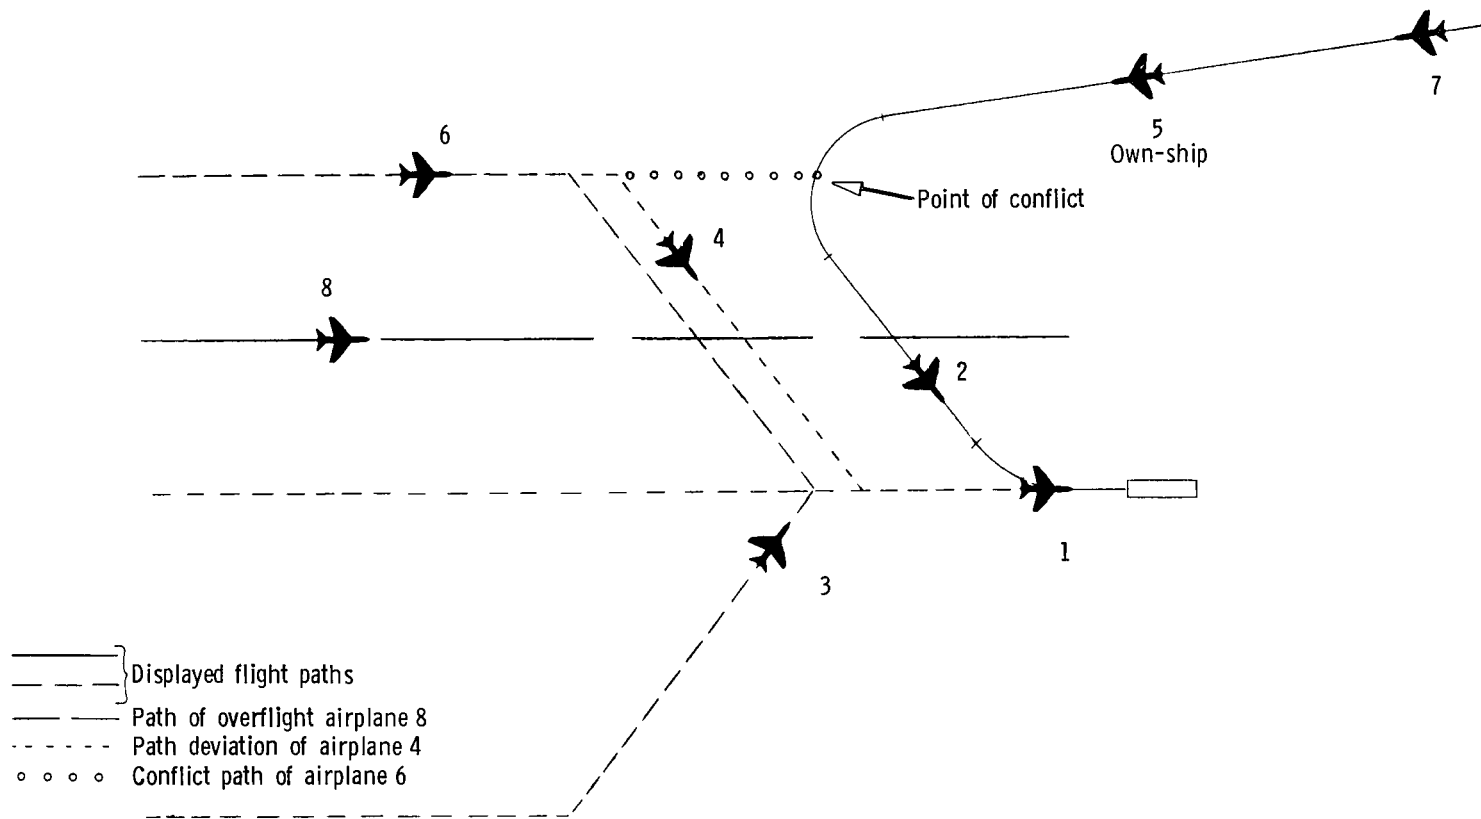 7
5
Own-ship
6
Point of conflict
4
8
2
1
3
Displayed flight paths
Path of overflight airplane 8
Path deviation of airplane 4
Conflict path of airplane 6